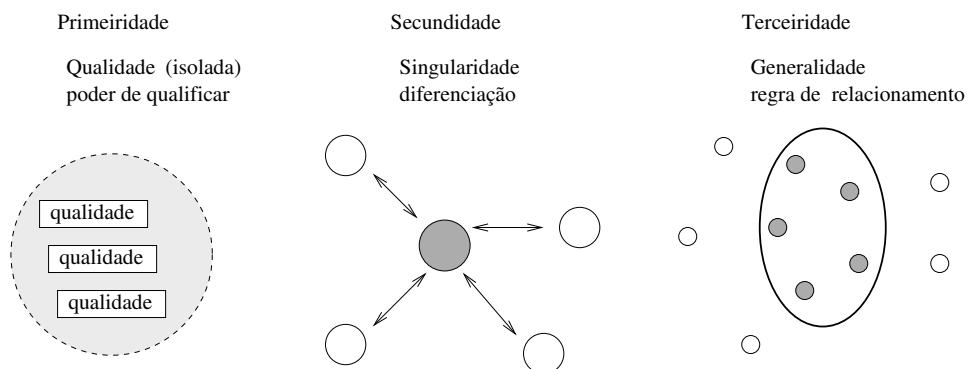 Primeiridade
Secundidade
Terceiridade
Qualidade (isolada)
poder de qualificar
Singularidade
diferenciação
Generalidade
regra de relacionamento
qualidade
qualidade
qualidade